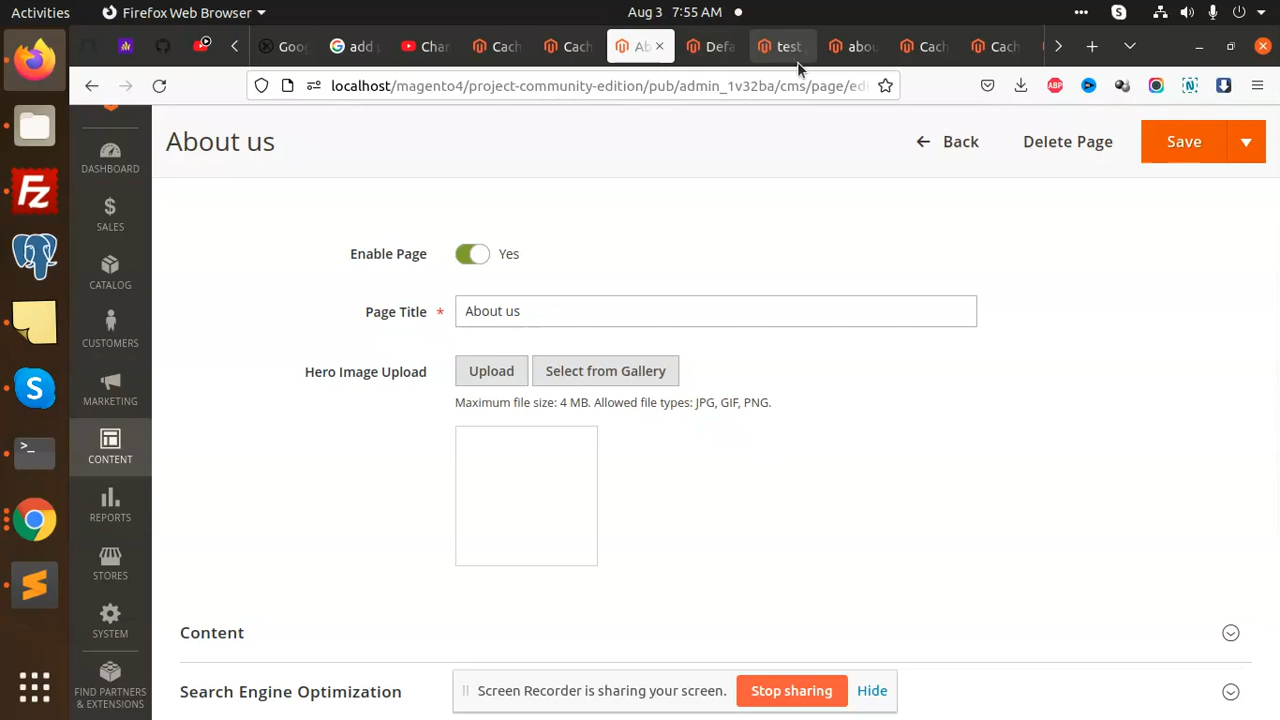 Activities Firefox Web Browser Aug 3 7:55 AM
Goo add Char Cach Cach Ab Defa test abou Cach Cach
localhost/magento4/project-community-edition/pub/admin_1v32ba/cms/page/edi
About us
Back
Delete Page
Save
DASHBOARD
SALES
CATALOG
CUSTOMERS
MARKETING
CONTENT
REPORTS
STORES
SYSTEM
FIND PARTNERS
& EXTENSIONS
Enable Page Yes
Page Title * About us
Hero Image Upload Upload Select from Gallery
Maximum file size: 4 MB. Allowed file types: JPG, GIF, PNG.
Content
Search Engine Optimization
Screen Recorder is sharing your screen. Stop sharing Hide